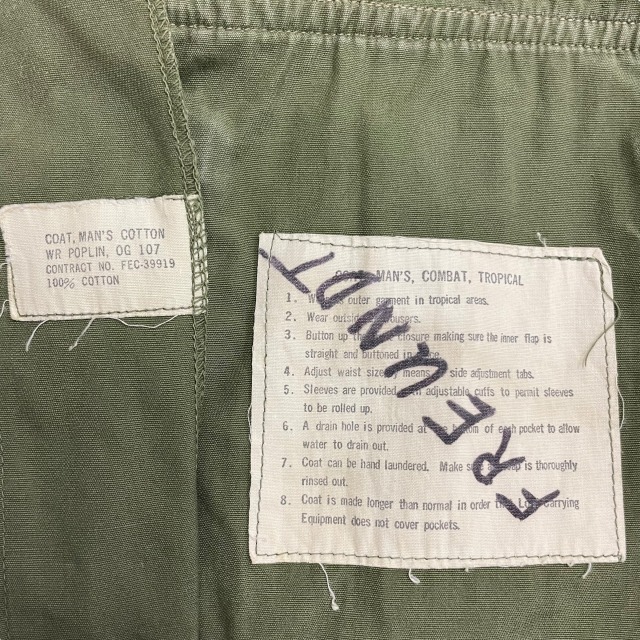 COAT, MAN'S COTTON
WR POPLIN, OG 107
CONTRACT NO. FEC-39919
100% COTTON
MAN'S, COMBAT, TROPICAL
1. outer garment in tropical areas.
2. Wear
3. Button up closure making sure the inner flap is
straight and buttoned in
4. Adjust waist size means side adjustment tabs.
5. Sleeves are provided adjustable cuffs to permit sleeves
to be rolled up.
6. A drain hole is provided at of each pocket to allow
water to drain out.
7. Coat can be hand laundered. Make is thoroughly
rinsed out.
8. Coat is made longer than normal in order Carrying
Equipment does not cover pockets.
FREUNDT